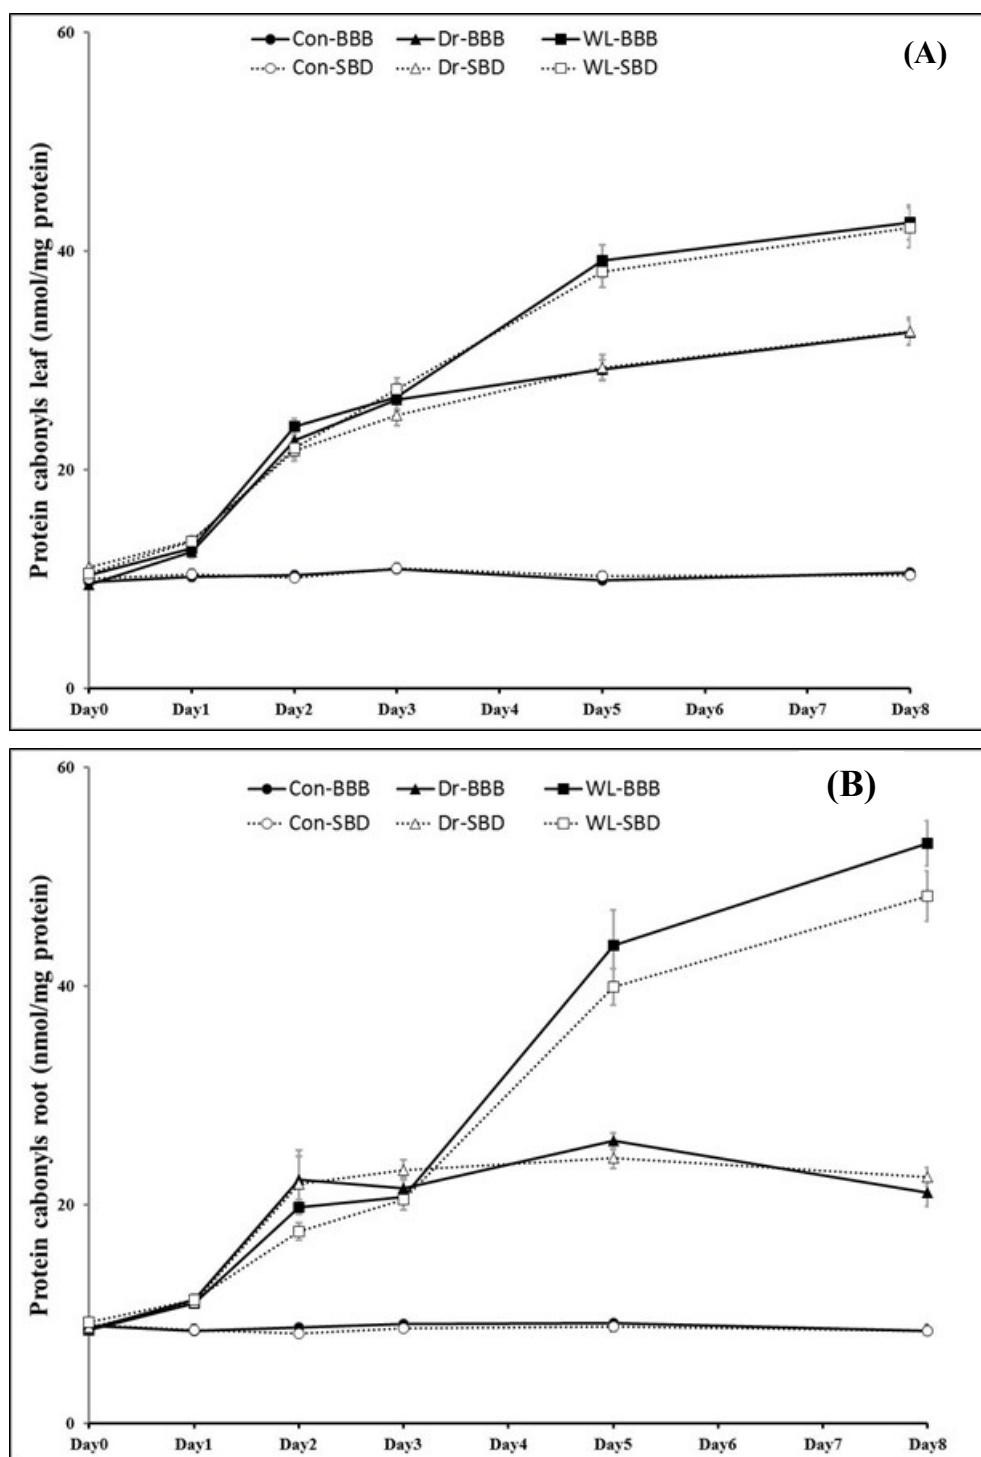 60
Con-BBB Dr-BBB WL-BBB
(A)
Con-SBD Dr-SBD WL-SBD
Protein cabonyls leaf (nmol/mg protein)
40
20
0
Day0 Day1 Day2 Day3 Day4 Day5 Day6 Day7 Day8
60
Con-BBB Dr-BBB WL-BBB
(B)
Con-SBD Dr-SBD WL-SBD
Protein cabonyls root (nmol/mg protein)
40
20
0
Day0 Day1 Day2 Day3 Day4 Day5 Day6 Day7 Day8